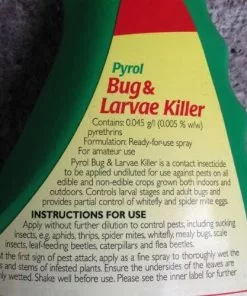 Pyrol
Bug &
Larvae Killer
Contains: 0.045 g/l (0.005 % w/w)
pyrethrins
Formulation: Ready-for-use spray
For amateur use
Pyrol Bug & Larvae Killer is a contact insecticide
to be applied undiluted for use against pests on all
edible and non-edible crops grown both indoors and
outdoors. Controls larval stages and adult bugs and
provides partial control of whitefly and spider mite eggs.
INSTRUCTIONS FOR USE
Apply without further dilution to control pests, including sucking
insects, e.g. aphids, thrips, spider mites, whitefly, mealy bugs, scale
insects, leaf-feeding beetles, caterpillars and flea beetles.
At the first sign of pest attack, apply as a fine spray to thoroughly wet the
and stems of infested plants. Ensure the undersides of the leaves are
wetted. Shake well before use. Please see the inner label for further